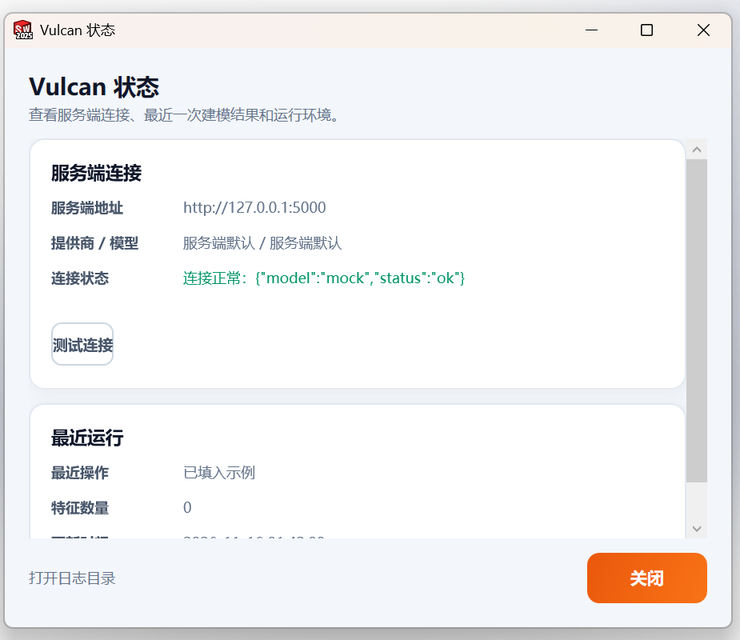 SW
2025
Vulcan 状态
Vulcan 状态
查看服务端连接、最近一次建模结果和运行环境。
服务端连接
服务端地址 http://127.0.0.1:5000
提供商 / 模型 服务端默认 / 服务端默认
连接状态 连接正常：{"model":"mock","status":"ok"}
测试连接
最近运行
最近操作 已填入示例
特征数量 0
打开日志目录
关闭